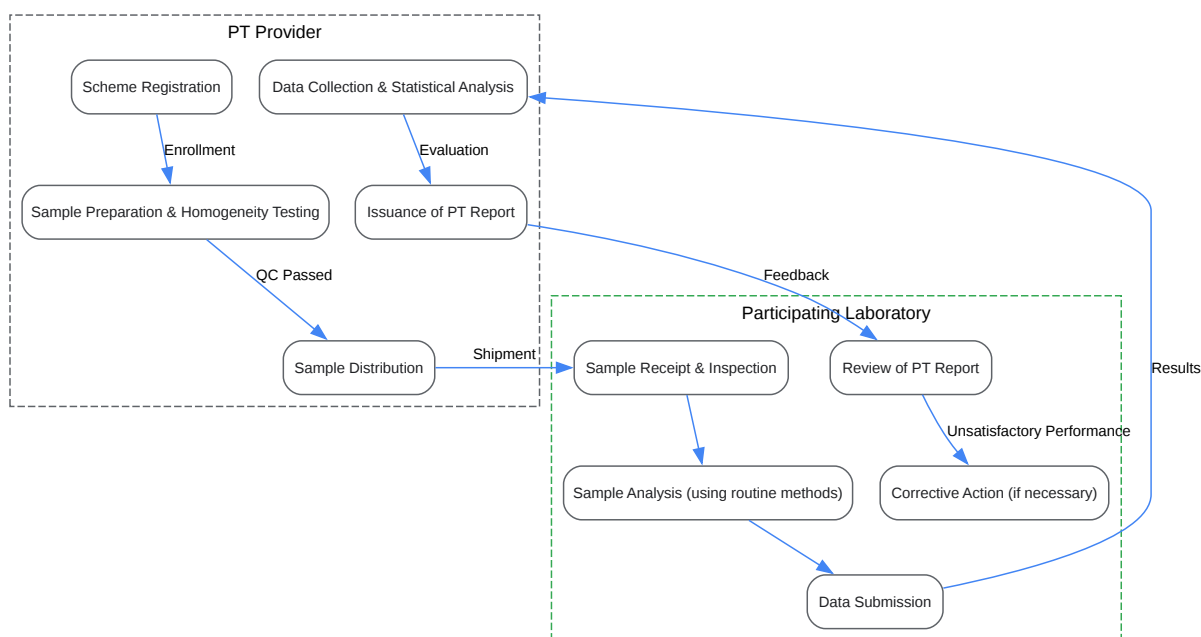 PT Provider
Scheme Registration
Data Collection & Statistical Analysis
Enrollment
Evaluation
Sample Preparation & Homogeneity Testing
Issuance of PT Report
QC Passed
Feedback
Participating Laboratory
Sample Distribution
Shipment
Sample Receipt & Inspection
Review of PT Report
Results
Unsatisfactory Performance
Sample Analysis (using routine methods)
Corrective Action (if necessary)
Data Submission